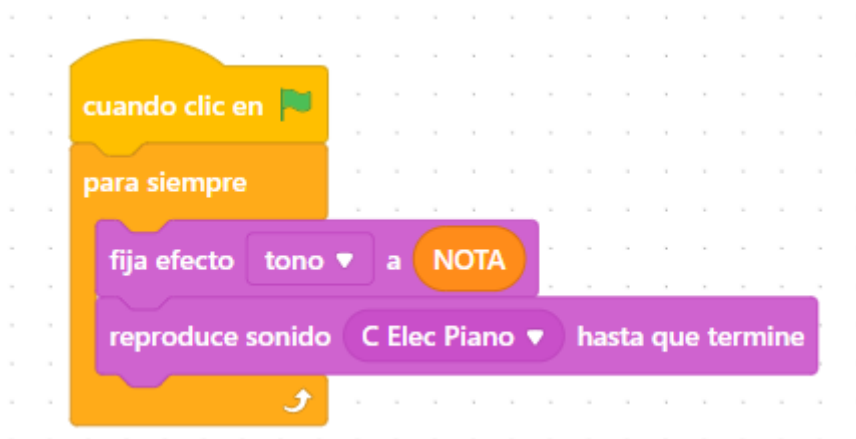 cuando clic en
para siempre
fija efecto tono a NOTA
reproduce sonido C Elec Piano hasta que termine